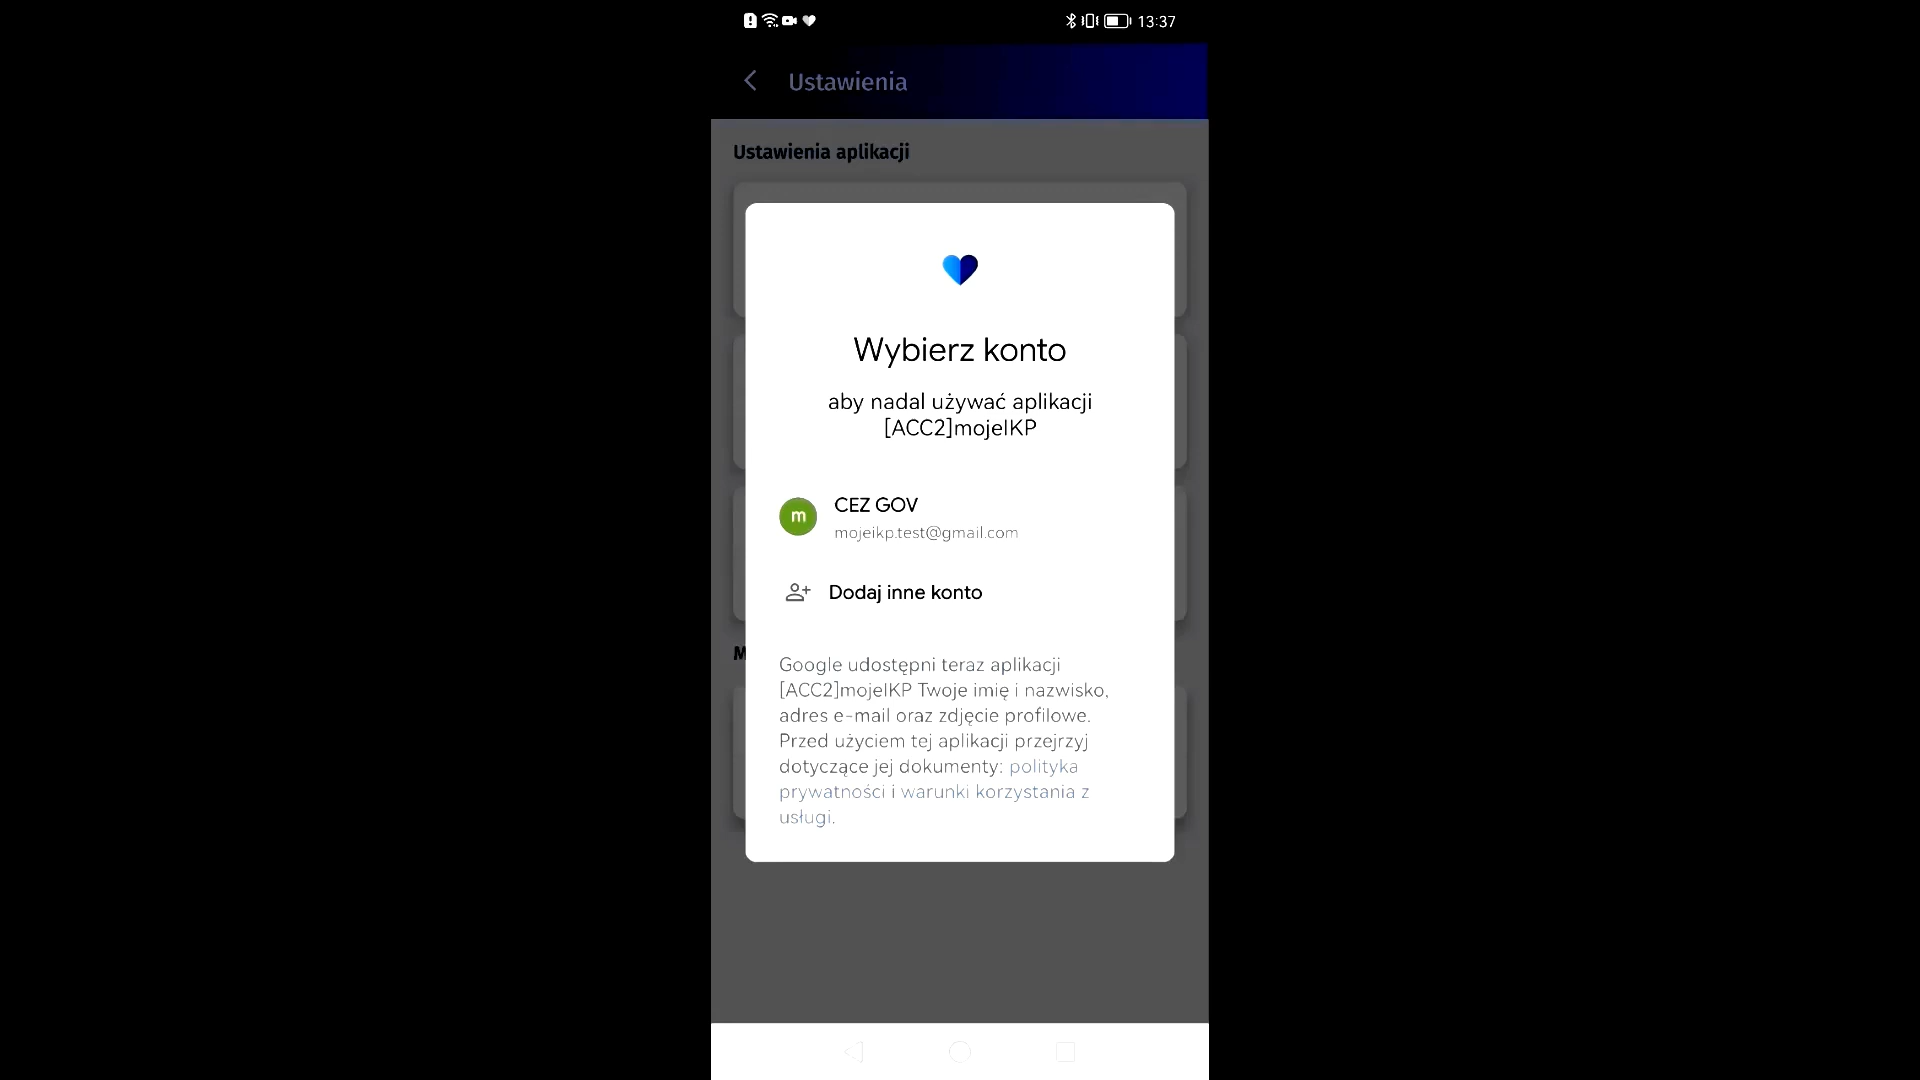 13:37
Ustawienia
Ustawienia aplikacji
Wybierz konto
aby nadal używać aplikacji
[ACC2]mojeIKP
m
CEZ GOV
mojeikp.test@gmail.com
Dodaj inne konto
M
Google udostępni teraz aplikacji
[ACC2]mojeIKP Twoje imię i nazwisko,
adres e-mail oraz zdjęcie profilowe.
Przed użyciem tej aplikacji przejrzyj
dotyczące jej dokumenty: polityka
prywatności i warunki korzystania z
usługi.